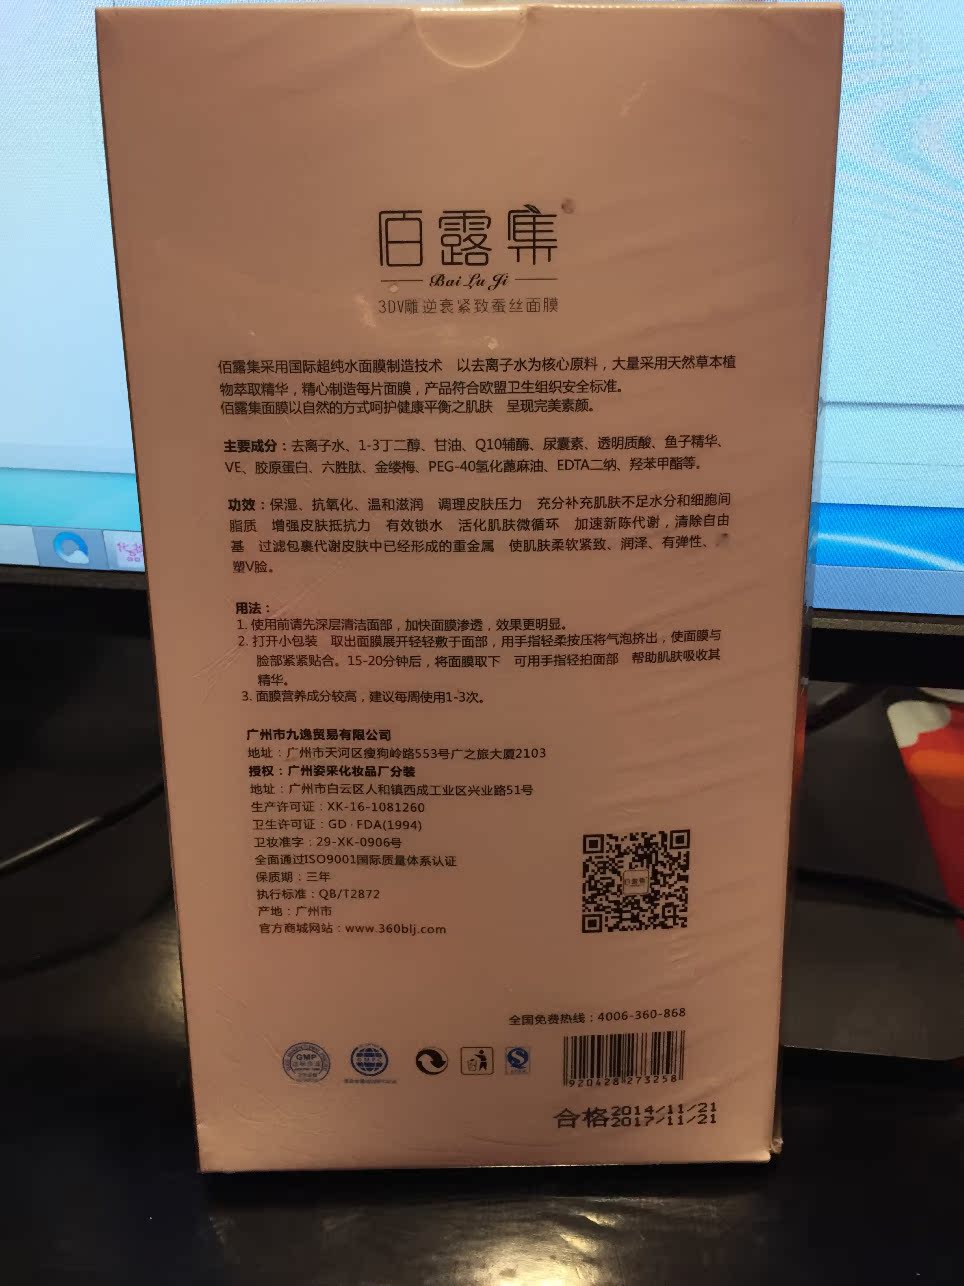 佰露集
Bai Lu Ji
3DV雕逆衰紧致蚕丝面膜
佰露集采用国际超纯水面膜制造技术 以去离子水为核心原料，大量采用天然草本植
物萃取精华，精心制造每片面膜，产品符合欧盟卫生组织安全标准。
佰露集面膜以自然的方式呵护健康平衡之肌肤 呈现完美素颜。
主要成分：去离子水、1-3丁二醇、甘油、Q10辅酶、尿囊素、透明质酸、鱼子精华、
VE、胶原蛋白、六胜肽、金缕梅、PEG-40氢化蓖麻油、EDTA二纳、羟苯甲酯等。
功效：保湿、抗氧化、温和滋润 调理皮肤压力 充分补充肌肤不足水分和细胞间
脂质 增强皮肤抵抗力 有效锁水 活化肌肤微循环 加速新陈代谢，清除自由
基 过滤包裹代谢皮肤中已经形成的重金属 使肌肤柔软紧致、润泽、有弹性、
塑V脸。
用法：
1. 使用前请先深层清洁面部，加快面膜渗透，效果更明显。
2. 打开小包装 取出面膜展开轻轻敷于面部，用手指轻柔按压将气泡挤出，使面膜与
脸部紧紧贴合。15-20分钟后，将面膜取下 可用手指轻拍面部 帮助肌肤吸收其
精华。
3. 面膜营养成分较高，建议每周使用1-3次。
广州市九逸贸易有限公司
地址：广州市天河区瘦狗岭路553号广之旅大厦2103
授权：广州姿采化妆品厂分装
地址：广州市白云区人和镇西成工业区兴业路51号
生产许可证：XK-16-1081260
卫生许可证：GD·FDA(1994)
卫妆准字：29-XK-0906号
全面通过ISO9001国际质量体系认证
保质期：三年
执行标准：QB/T2872
产地：广州市
官方商城网站：www.360blj.com
佰露集
全国免费热线：4006-360-868
GMP
920428 273258
合格2014/11/21
2017/11/21